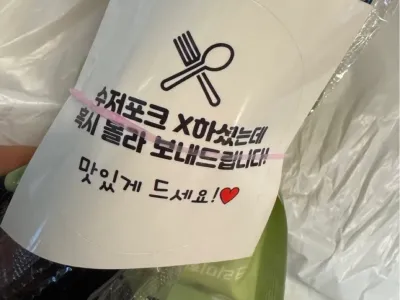 수저포크 X하셨는데
혹시 몰라 보내드립니다!
맛있게 드세요!❤